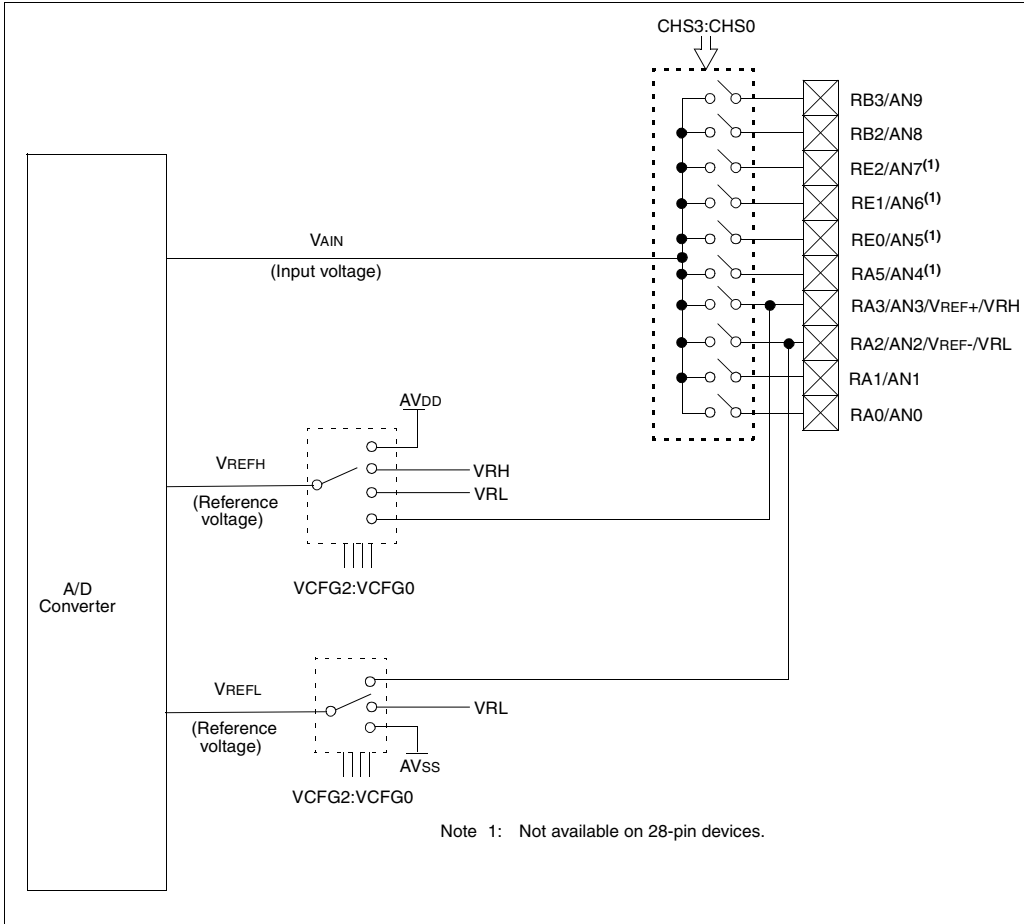 CHS3:CHS0
RB3/AN9
RB2/AN8
RE2/AN7(1)
RE1/AN6(1)
RE0/AN5(1)
RA5/AN4(1)
RA3/AN3/VREF+/VRH
RA2/AN2/VREF-/VRL
RA1/AN1
RA0/AN0
VAIN
(Input voltage)
AVDD
VREFH
(Reference
voltage)
VRH
VRL
VCFG2:VCFG0
A/D
Converter
VREFL
(Reference
voltage)
VRL
AVSS
VCFG2:VCFG0
Note 1: Not available on 28-pin devices.